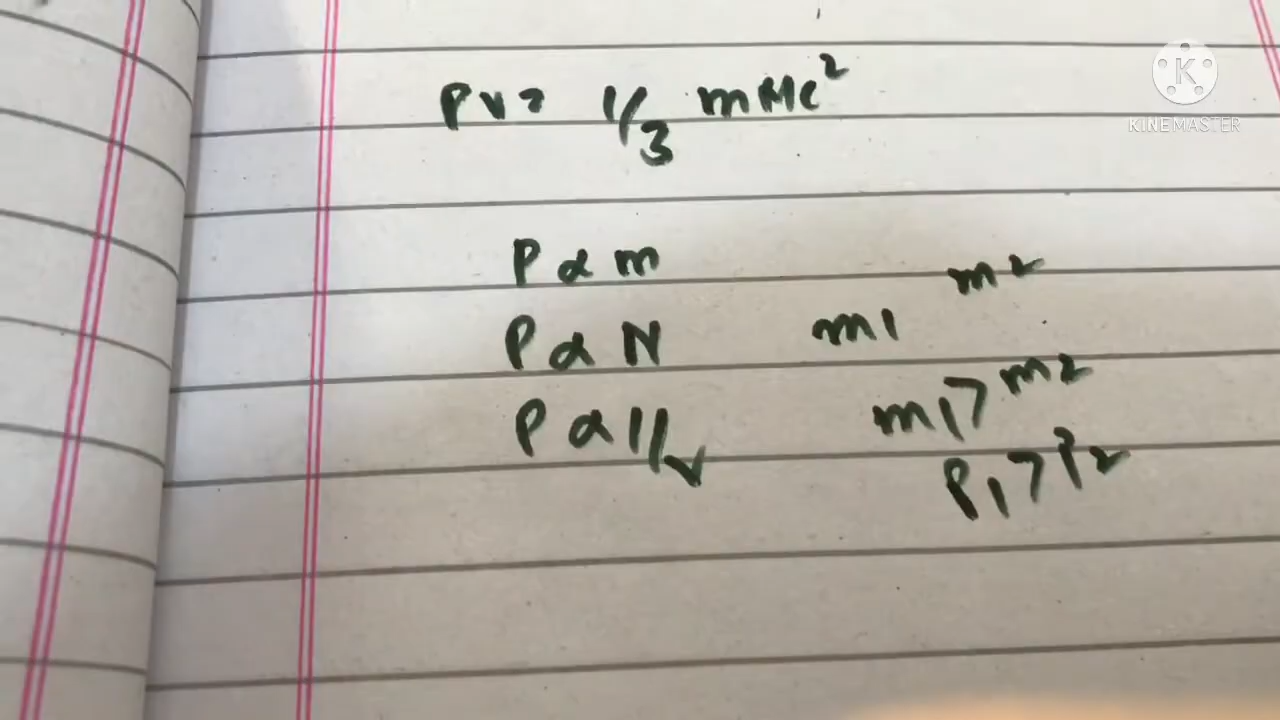 PV = 1/3 mNc²
KINEMASTER
P α m
m2
P α N
m1
P α 1/V
m1 > m2
P1 > P2